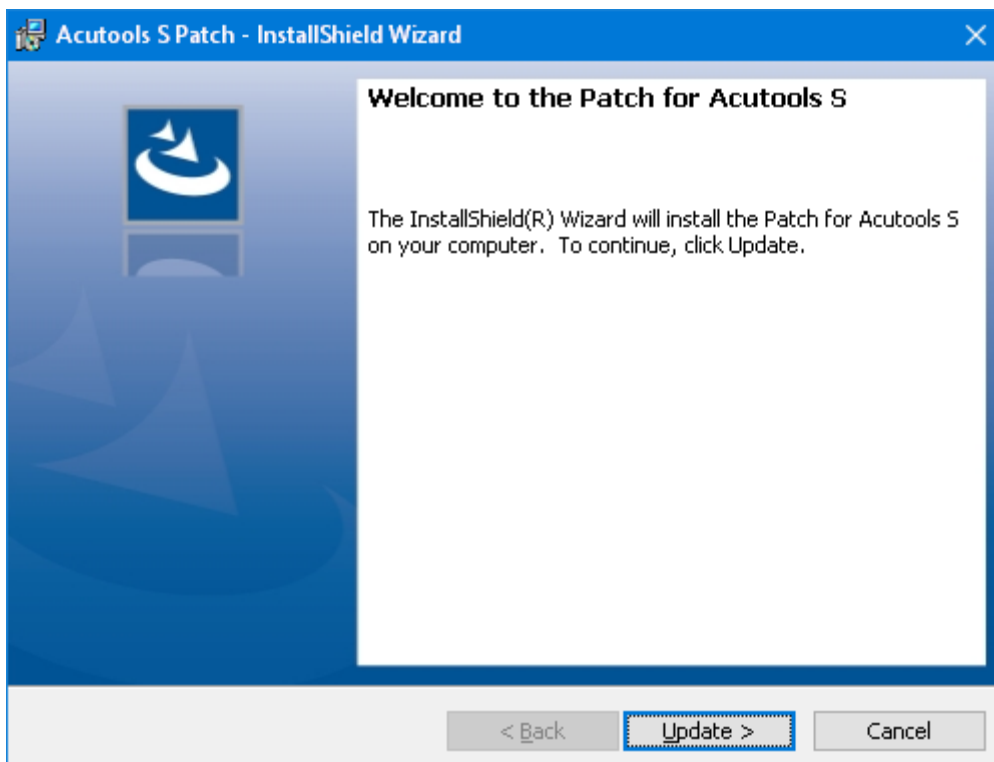 Acutools S Patch - InstallShield Wizard
Welcome to the Patch for Acutools S
The InstallShield(R) Wizard will install the Patch for Acutools S
on your computer.  To continue, click Update.
< Back
Update >
Cancel